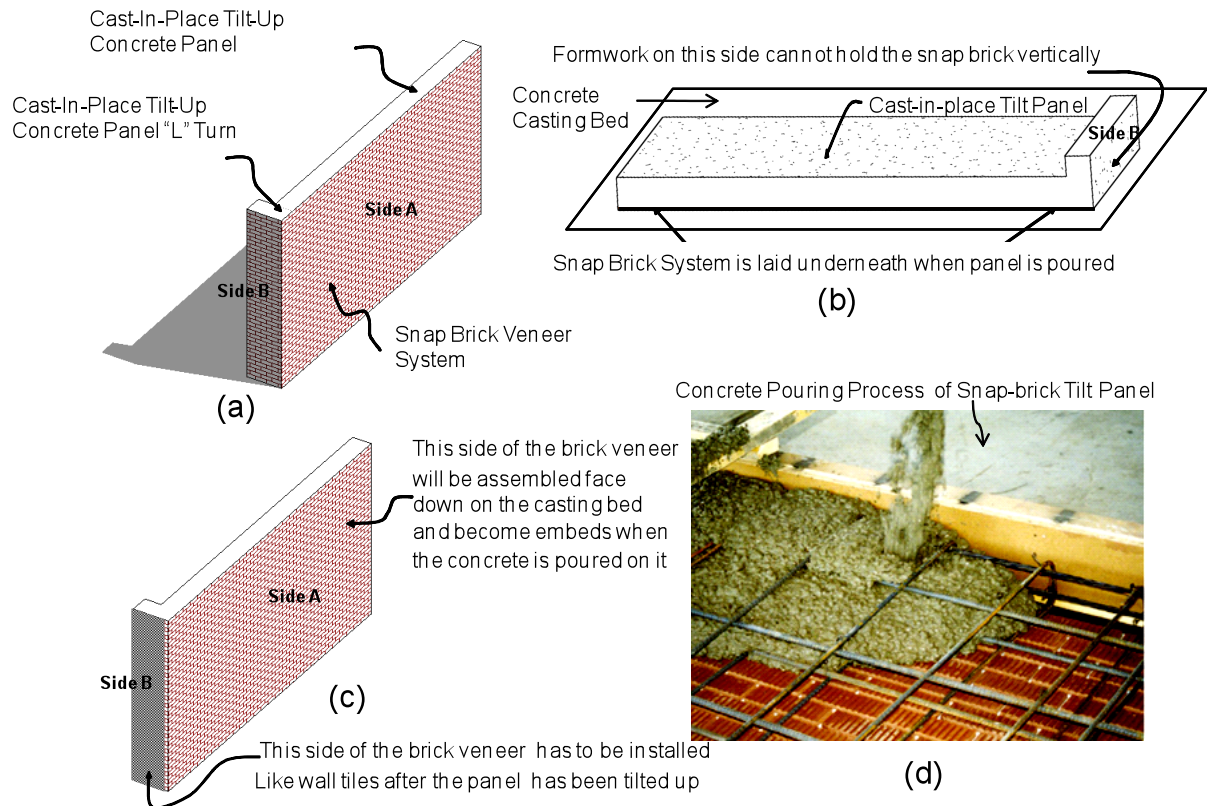 Cast-In-Place Tilt-Up
Concrete Panel
Cast-In-Place Tilt-Up
Concrete Panel "L" Turn
Side A
Side B
Snap Brick Veneer
System
(a)
Formwork on this side cannot hold the snap brick vertically
Concrete
Casting Bed
Cast-in-place Tilt Panel
Side B
Snap Brick System is laid underneath when panel is poured
(b)
This side of the brick veneer
will be assembled face
down on the casting bed
and become embeds when
the concrete is poured on it
Side A
Side B
(c)
This side of the brick veneer has to be installed
Like wall tiles after the panel has been tilted up
Concrete Pouring Process of Snap-brick Tilt Panel
(d)